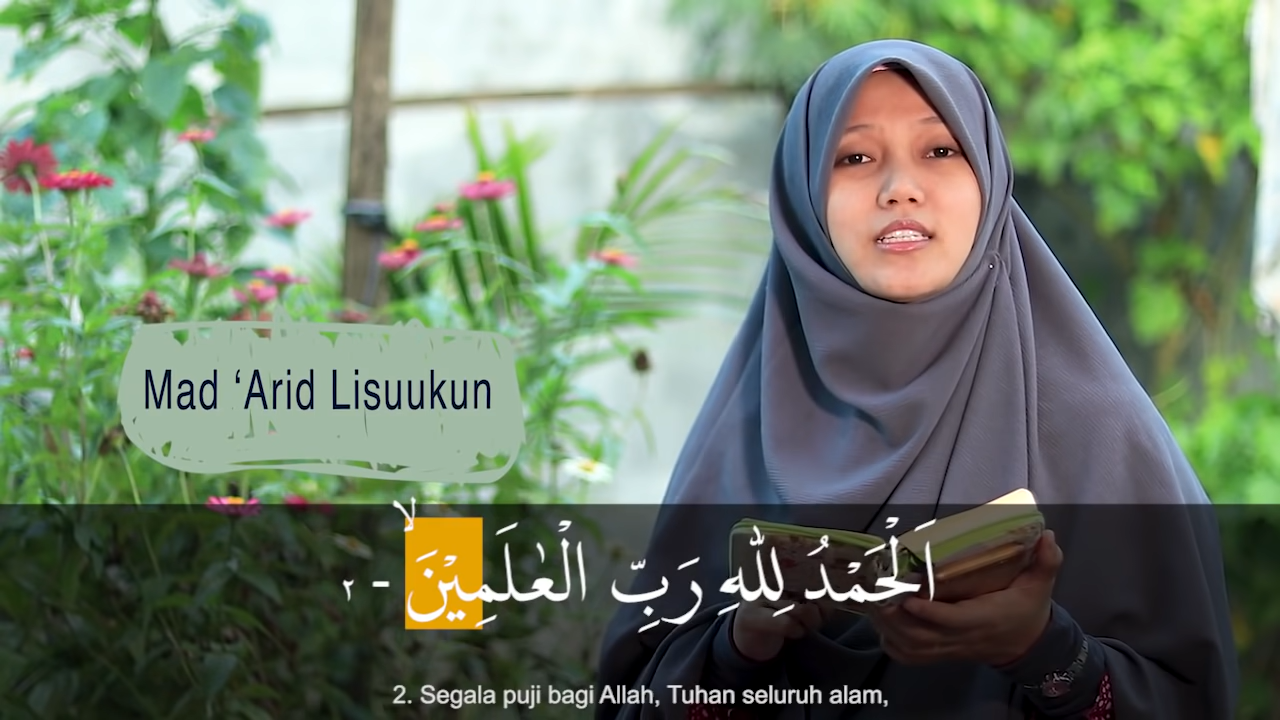 Mad ‘Arid Lisuukun
اَلْحَمْدُ لِلّٰهِ رَبِّ الْعٰلَمِيْنَۙ - ٢
2. Segala puji bagi Allah, Tuhan seluruh alam,